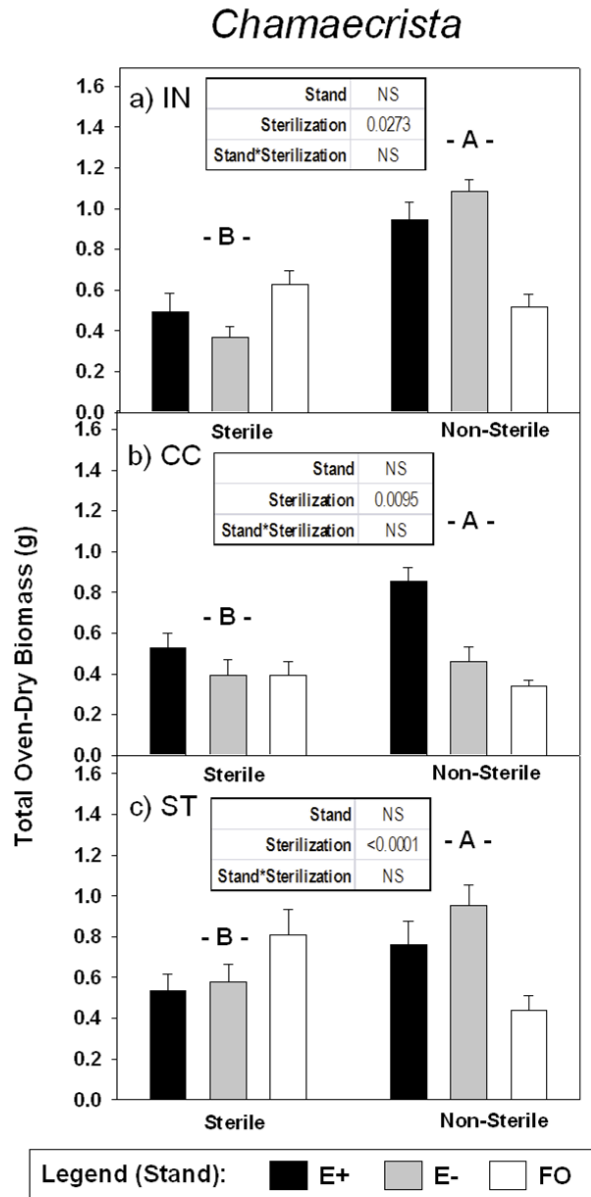 Chamaecrista
Total Oven-Dry Biomass (g)
a) IN
Stand NS
Sterilization 0.0273
Stand*Sterilization NS
- A -
- B -
1.6
1.4
1.2
1.0
0.8
0.6
0.4
0.2
0.0
Sterile Non-Sterile
b) CC
Stand NS
Sterilization 0.0095
Stand*Sterilization NS
- A -
- B -
1.6
1.4
1.2
1.0
0.8
0.6
0.4
0.2
0.0
Sterile Non-Sterile
c) ST
Stand NS
Sterilization <0.0001
Stand*Sterilization NS
- A -
- B -
1.6
1.4
1.2
1.0
0.8
0.6
0.4
0.2
0.0
Sterile Non-Sterile
Legend (Stand): E+ E- FO